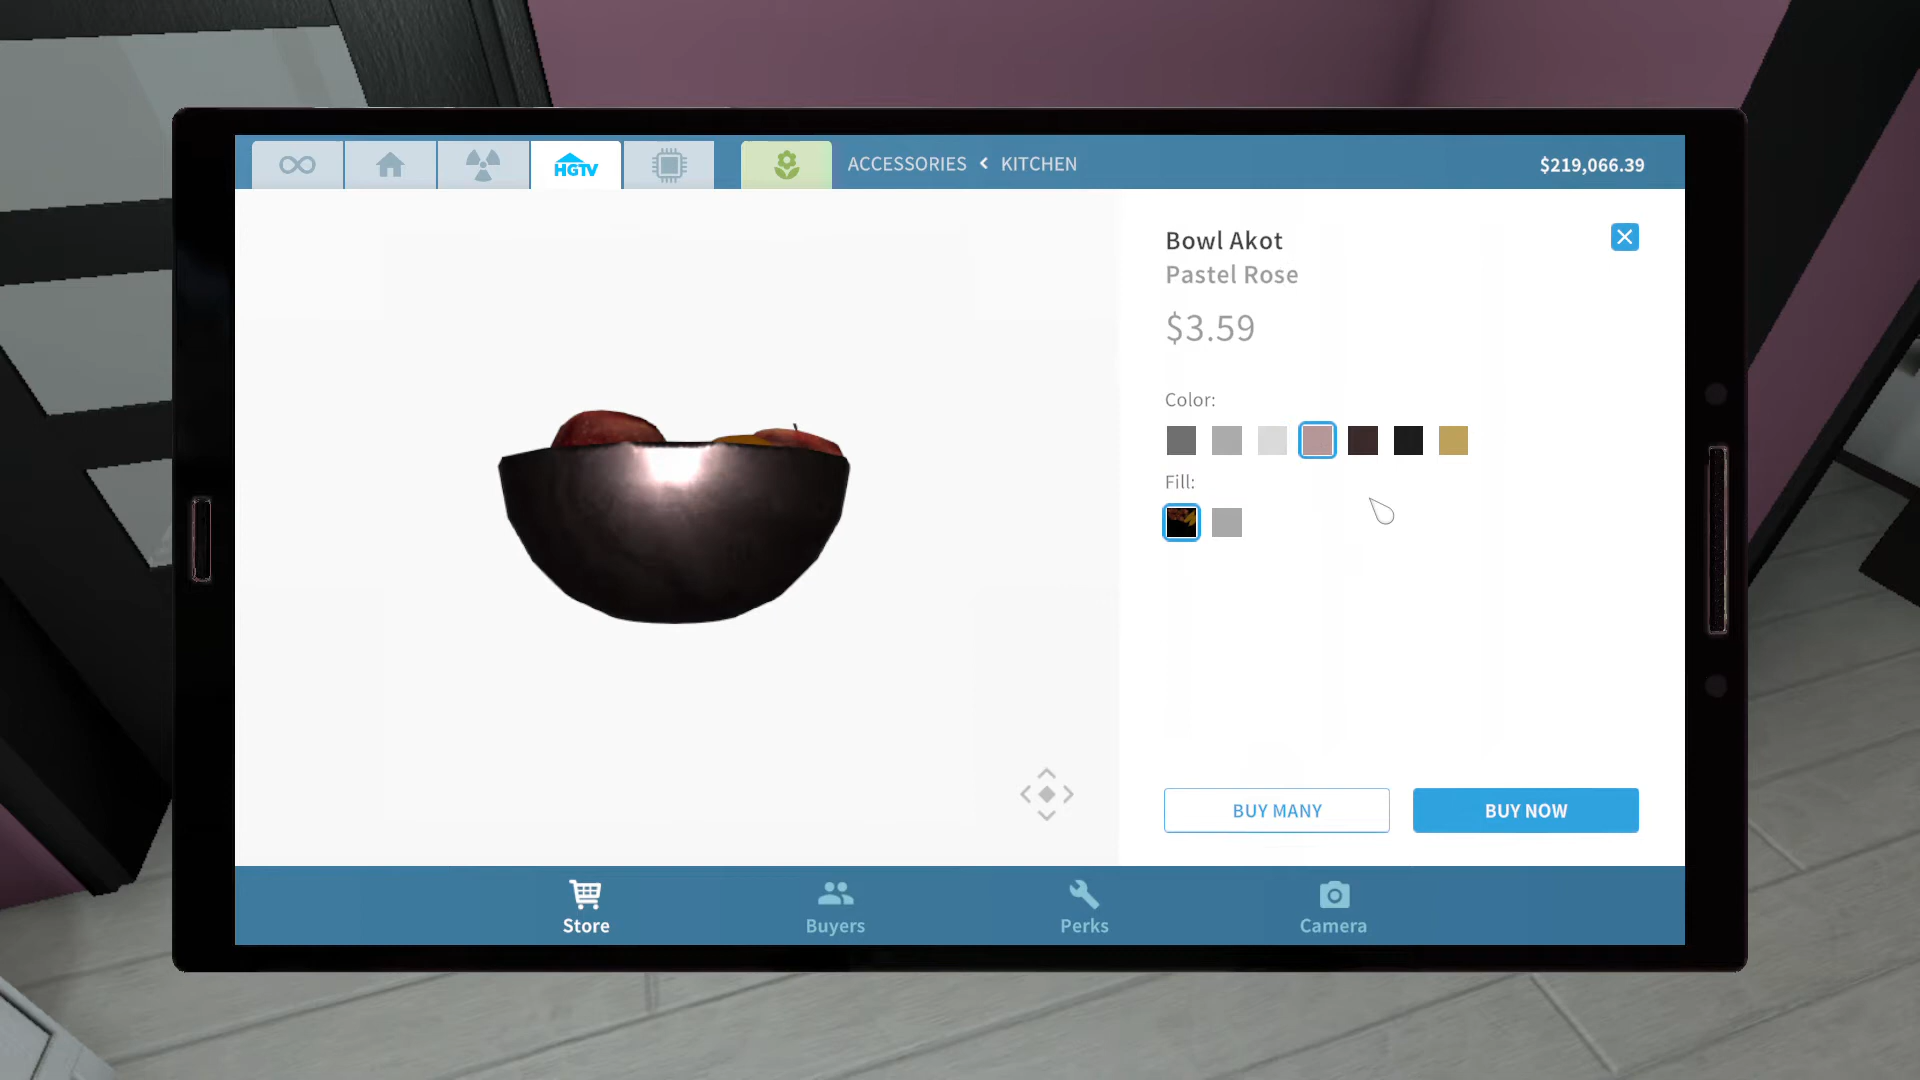 HGTV
ACCESSORIES < KITCHEN
$219,066.39
Bowl Akot
Pastel Rose
$3.59
Color:
Fill:
BUY MANY
BUY NOW
Store
Buyers
Perks
Camera